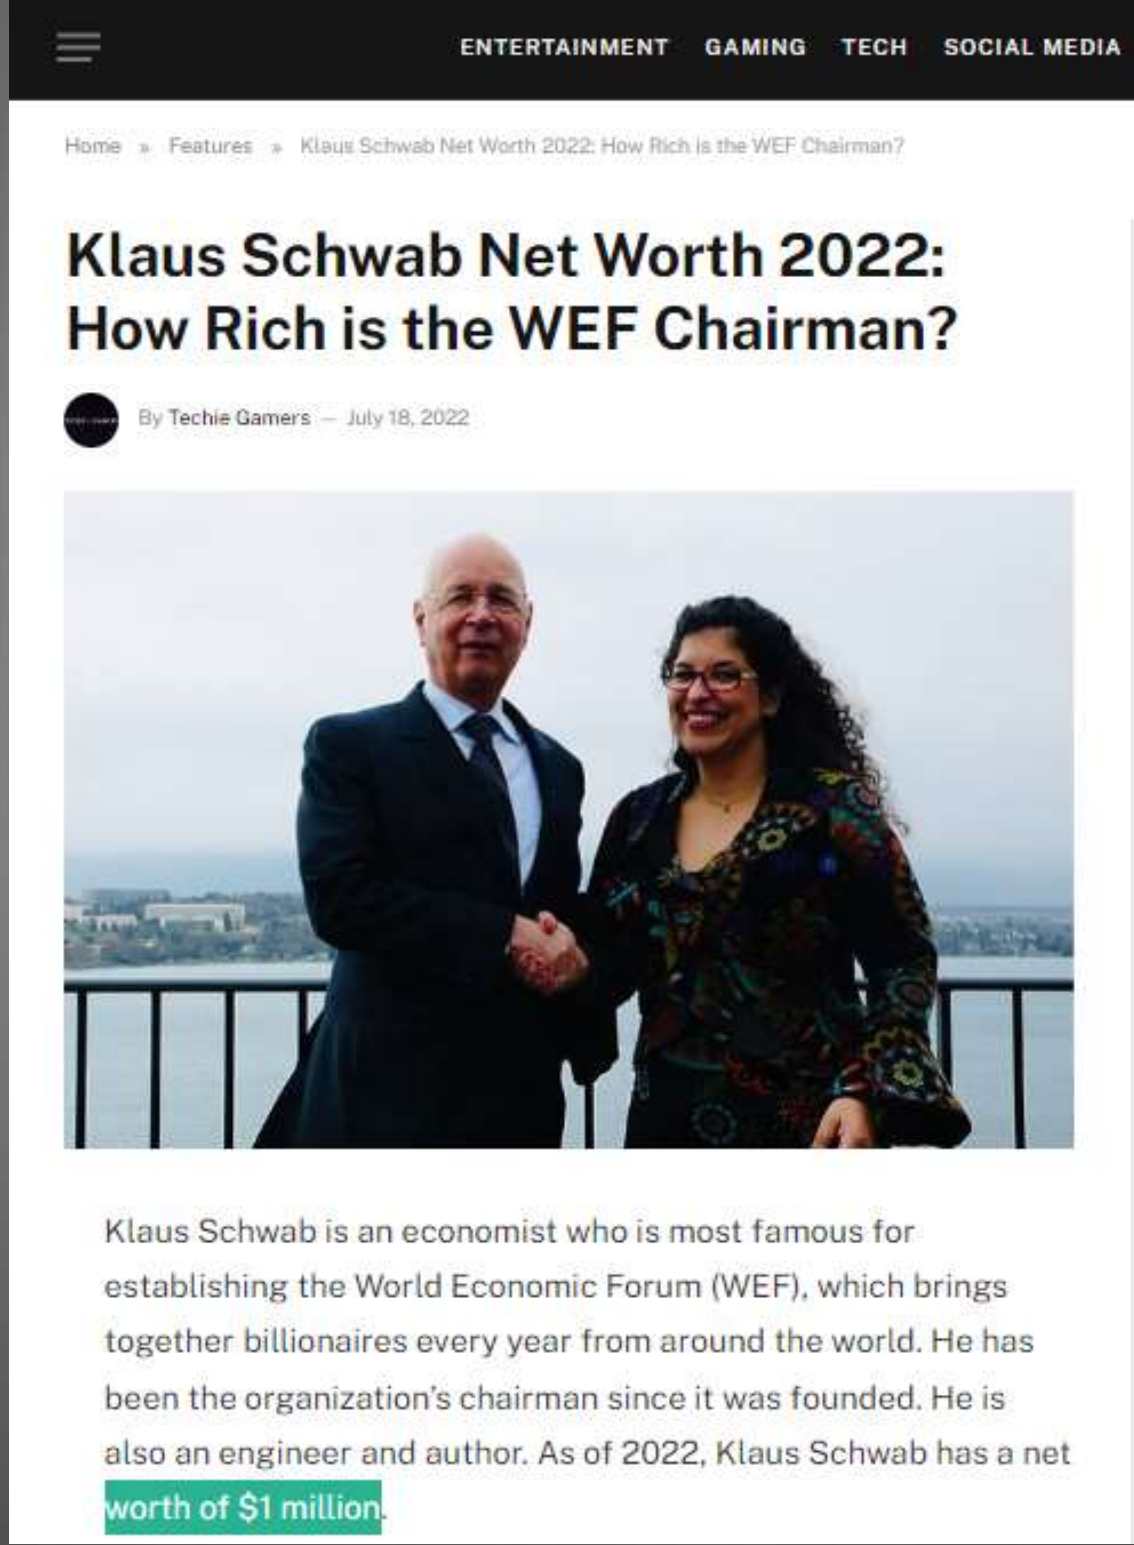 ENTERTAINMENT GAMING TECH SOCIAL MEDIA
Home » Features » Klaus Schwab Net Worth 2022: How Rich is the WEF Chairman?
Klaus Schwab Net Worth 2022:
How Rich is the WEF Chairman?
By Techie Gamers — July 18, 2022
Klaus Schwab is an economist who is most famous for
establishing the World Economic Forum (WEF), which brings
together billionaires every year from around the world. He has
been the organization's chairman since it was founded. He is
also an engineer and author. As of 2022, Klaus Schwab has a net
worth of $1 million.